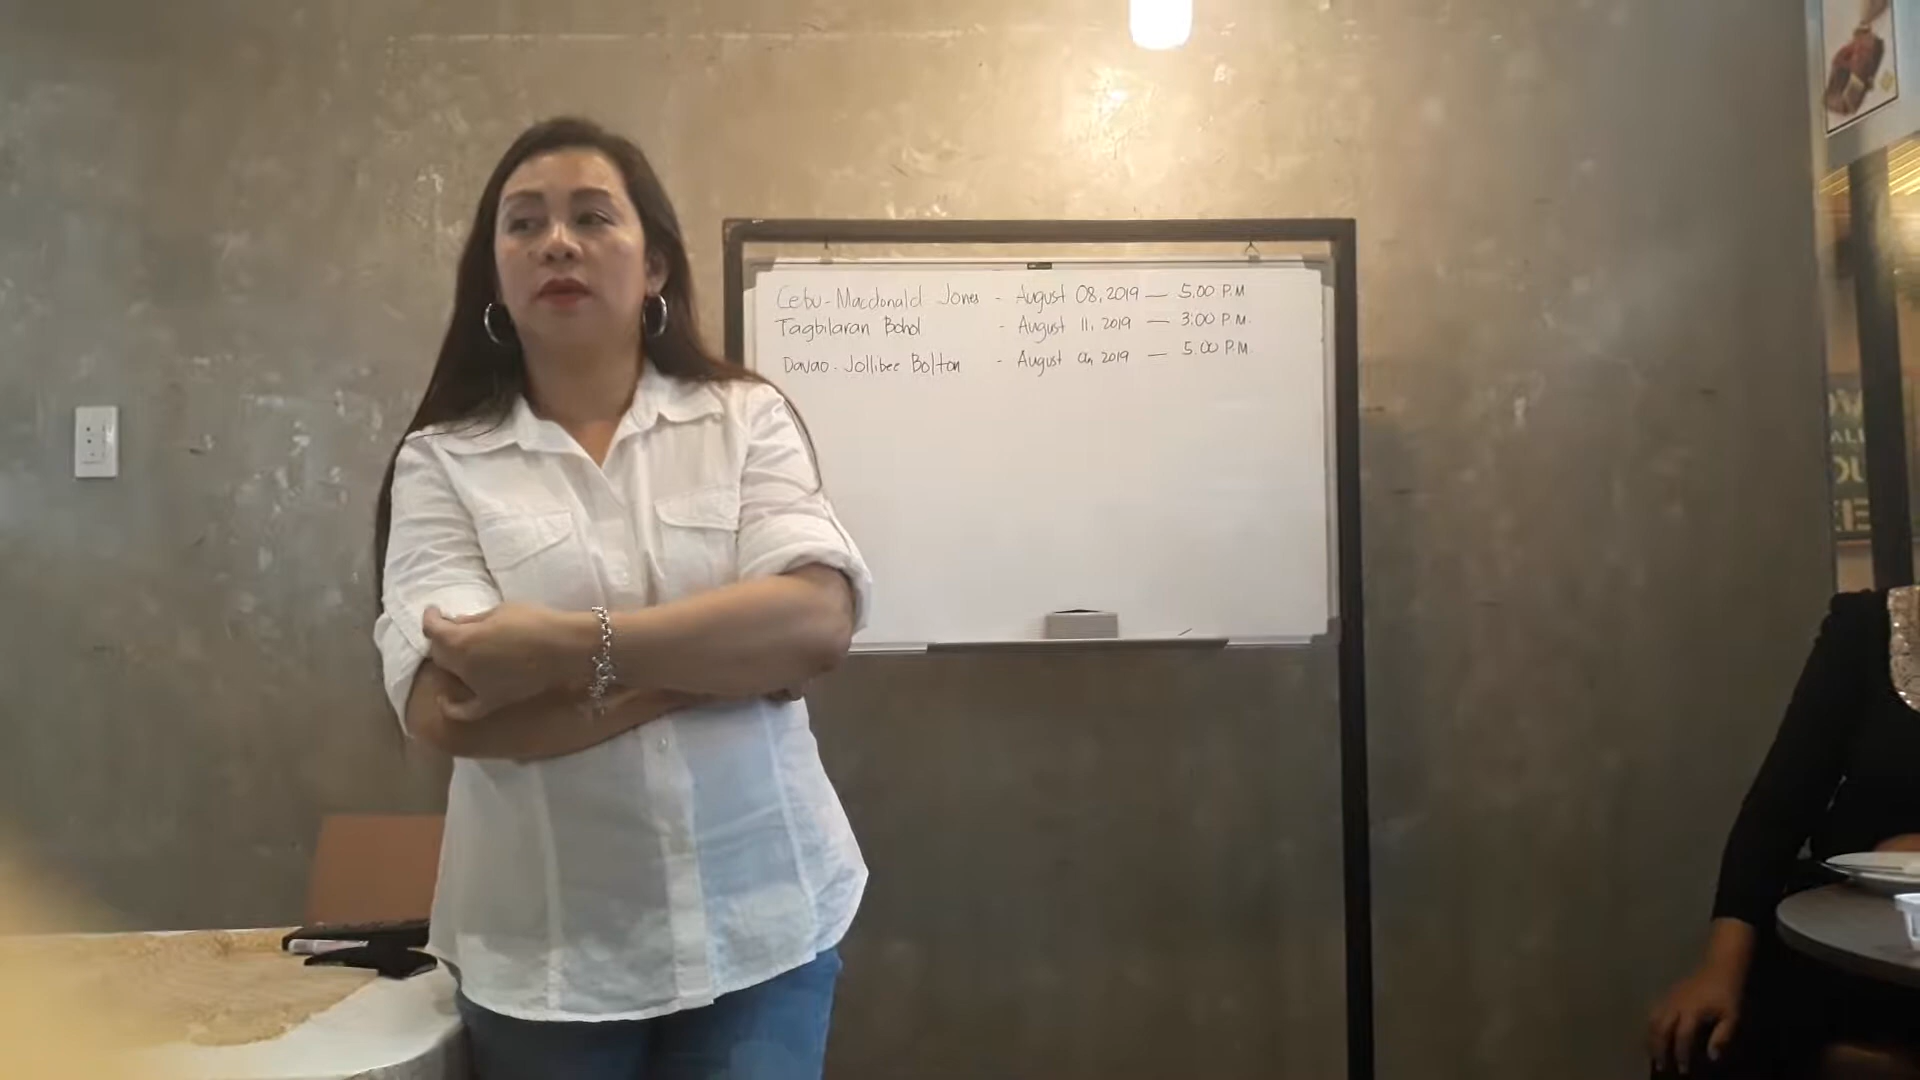 Cebu - Macdonald Jones - August 08, 2019 — 5:00 P.M
Tagbilaran Bohol - August 11, 2019 — 3:00 P.M.
Davao - Jollibee Bolton - August 2019 — 5:00 P.M.